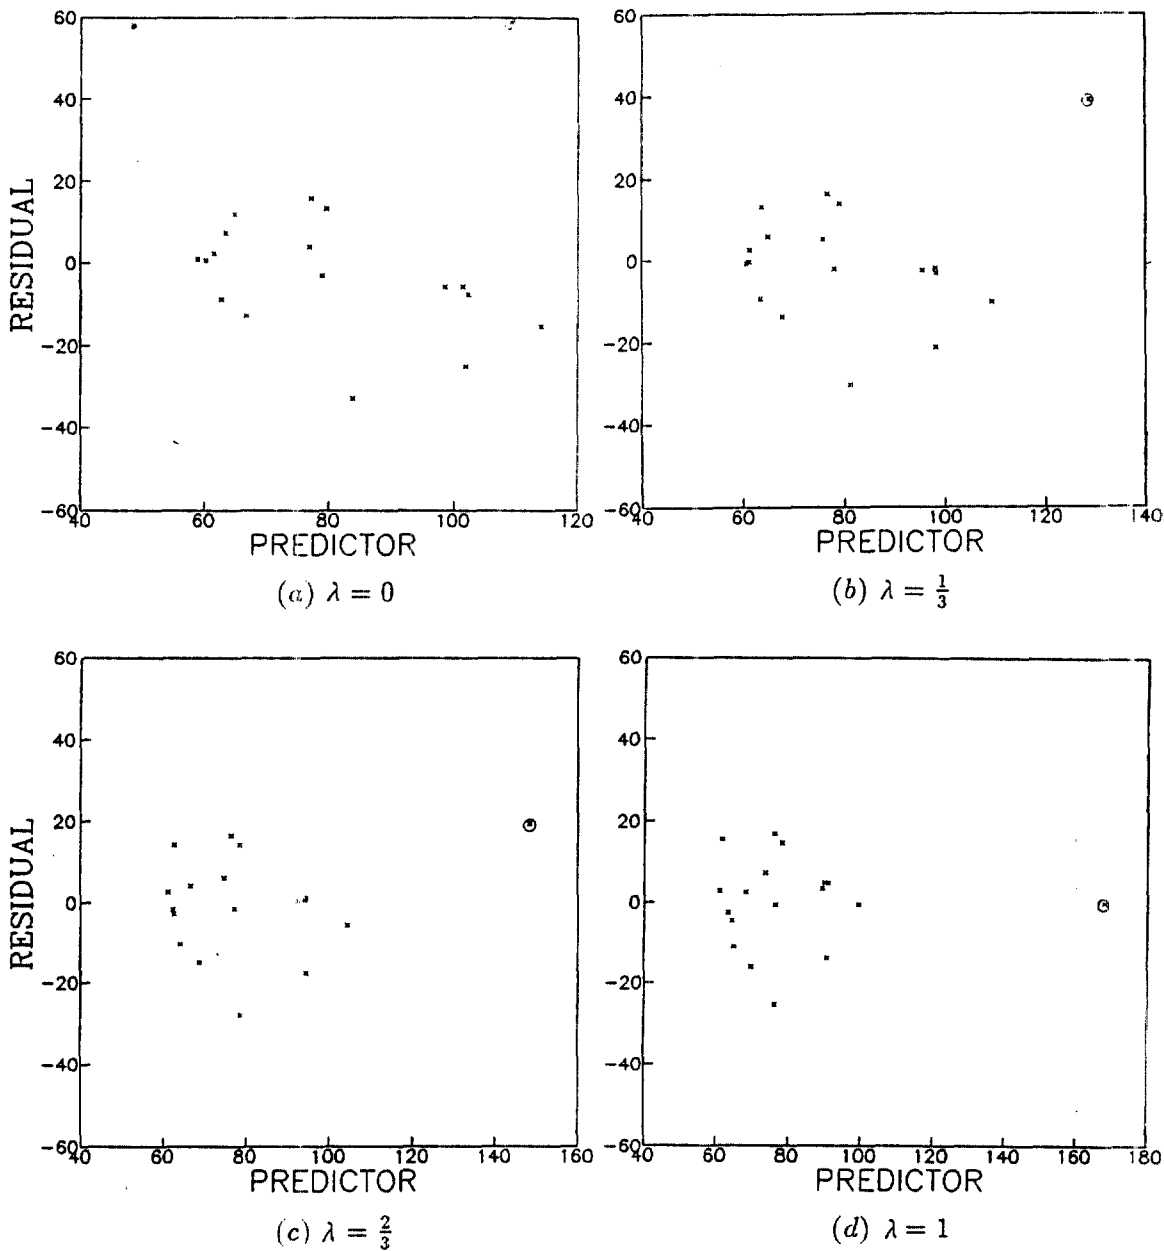 60
40
20
0
−20
−40
−60
RESIDUAL
40 60 80 100 120
PREDICTOR
(a) λ = 0
60
40
20
0
−20
−40
−60
40 60 80 100 120 140
PREDICTOR
(b) λ = 1/3
60
40
20
0
−20
−40
−60
RESIDUAL
40 60 80 100 120 140 160
PREDICTOR
(c) λ = 2/3
60
40
20
0
−20
−40
−60
40 60 80 100 120 140 160 180
PREDICTOR
(d) λ = 1